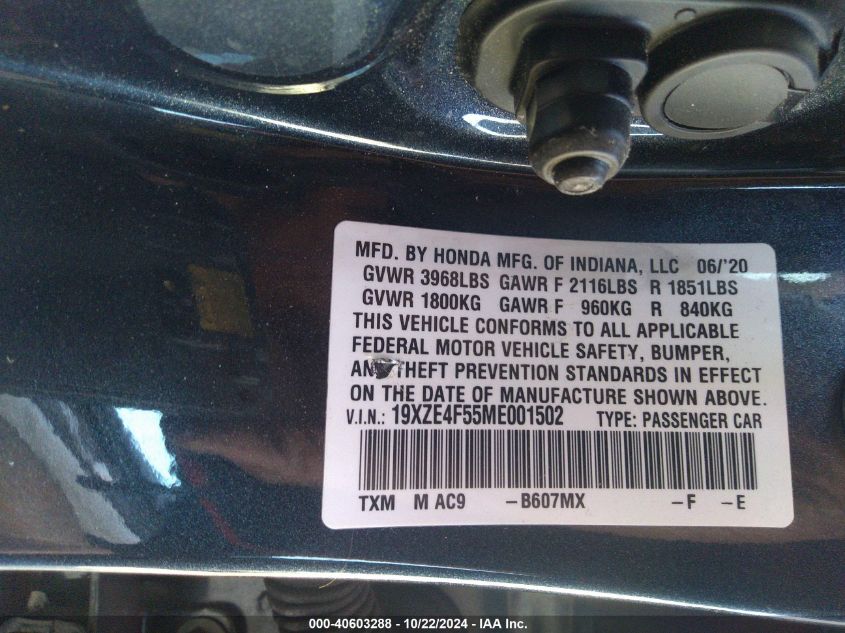 MFD. BY HONDA MFG. OF INDIANA, LLC 06/'20
GVWR 3968LBS GAWR F 2116LBS R 1851LBS
GVWR 1800KG GAWR F 960KG R 840KG
THIS VEHICLE CONFORMS TO ALL APPLICABLE
FEDERAL MOTOR VEHICLE SAFETY, BUMPER,
AND THEFT PREVENTION STANDARDS IN EFFECT
ON THE DATE OF MANUFACTURE SHOWN ABOVE.
V.I.N.: 19XZE4F55ME001502 TYPE: PASSENGER CAR
TXM M AC9 –B607MX –F –E
000-40603288 - 10/22/2024 - IAA Inc.